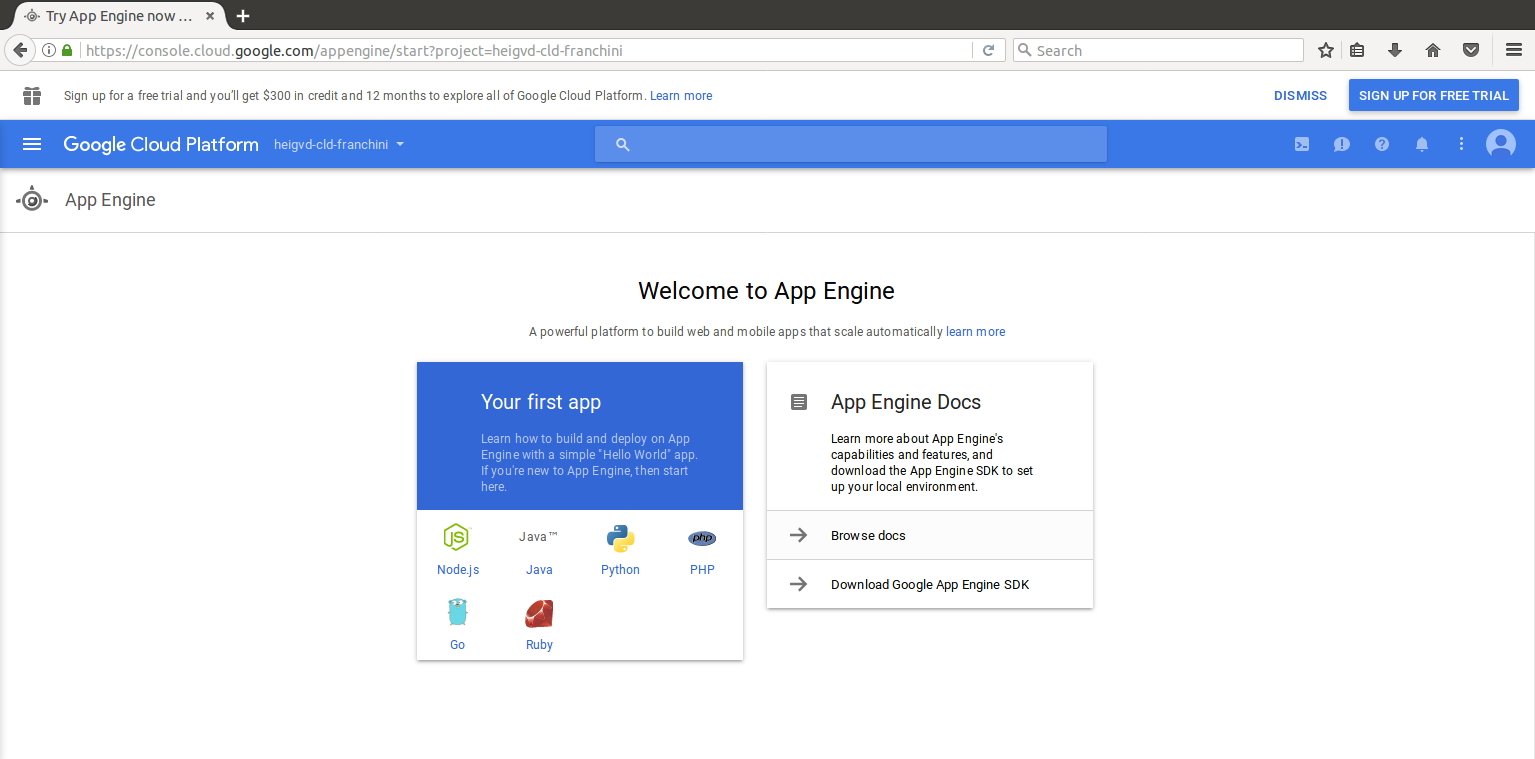 Try App Engine now ...
https://console.cloud.google.com/appengine/start?project=heigvd-cld-franchini
Search
Sign up for a free trial and you'll get $300 in credit and 12 months to explore all of Google Cloud Platform. Learn more
DISMISS
SIGN UP FOR FREE TRIAL
Google Cloud Platform
heigvd-cld-franchini
App Engine
Welcome to App Engine
A powerful platform to build web and mobile apps that scale automatically learn more
Your first app
Learn how to build and deploy on App
Engine with a simple "Hello World" app.
If you're new to App Engine, then start
here.
JS
Java™
php
Node.js
Java
Python
PHP
Go
Ruby
App Engine Docs
Learn more about App Engine's
capabilities and features, and
download the App Engine SDK to set
up your local environment.
Browse docs
Download Google App Engine SDK